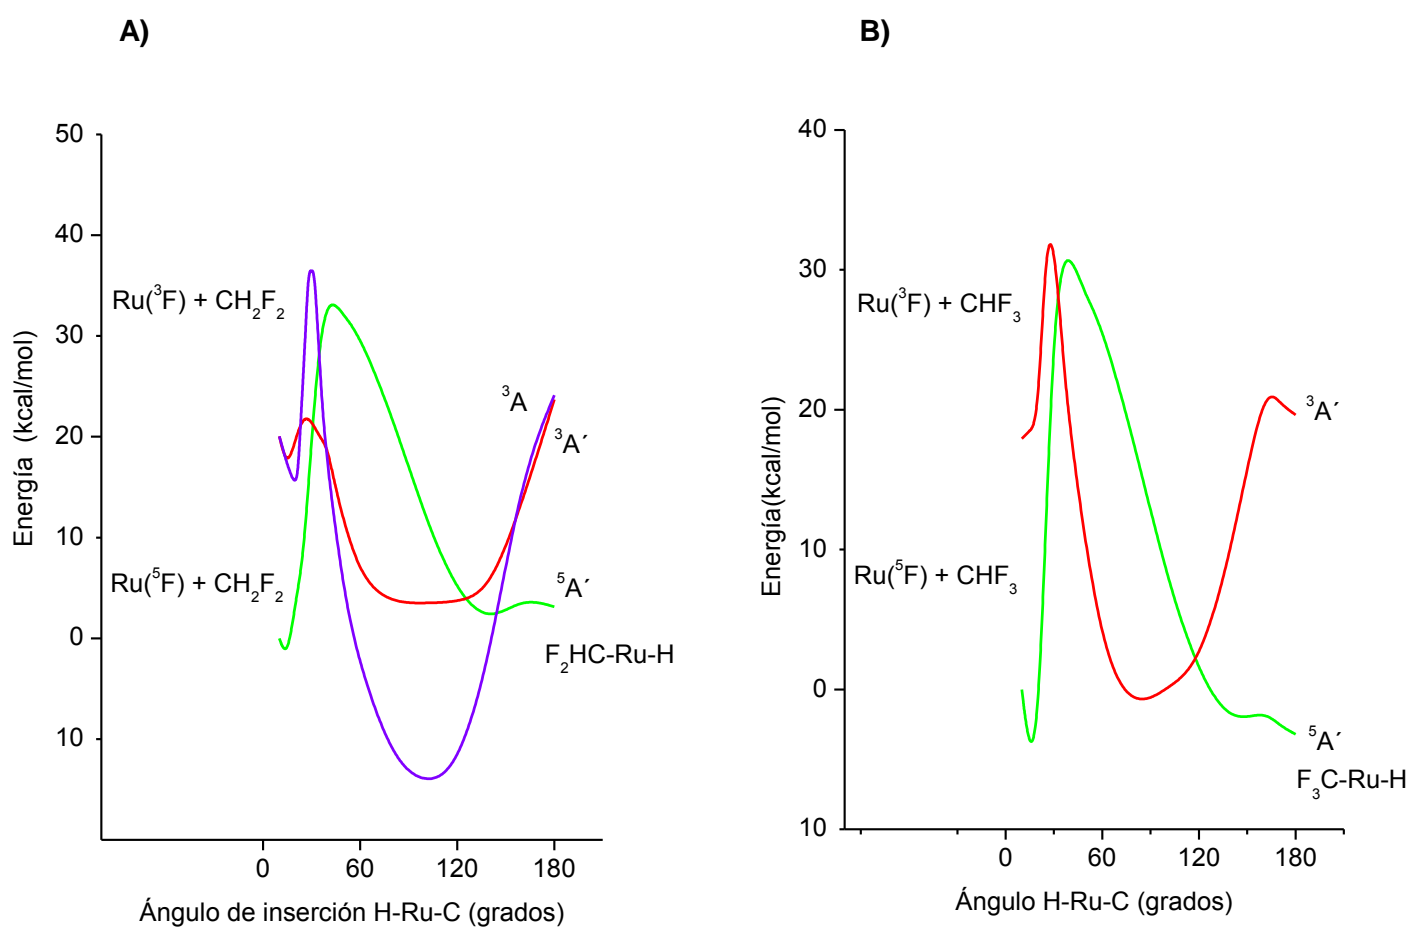 A)
50
40
30
20
10
0
10
Energía (kcal/mol)
Ru(³F) + CH₂F₂
Ru(⁵F) + CH₂F₂
³A
³A´
⁵A´
F₂HC-Ru-H
0 60 120 180
Ángulo de inserción H-Ru-C (grados)
B)
40
30
20
10
0
10
Energía(kcal/mol)
Ru(³F) + CHF₃
Ru(⁵F) + CHF₃
³A´
⁵A´
F₃C-Ru-H
0 60 120 180
Ángulo H-Ru-C (grados)